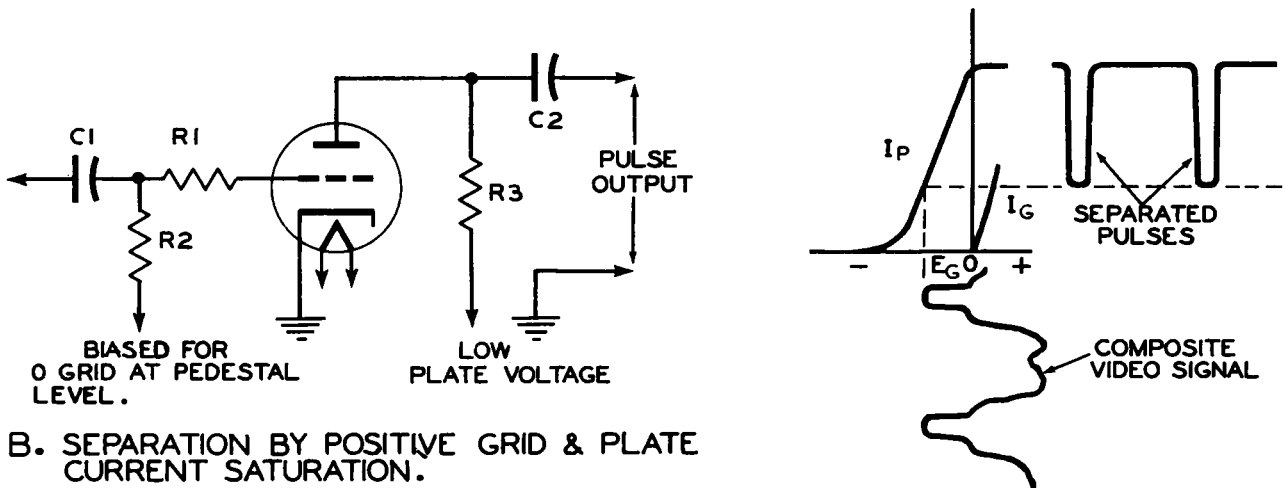 C1
R1
R2
R3
C2
PULSE
OUTPUT
BIASED FOR
0 GRID AT PEDESTAL
LEVEL.
LOW
PLATE VOLTAGE
B. SEPARATION BY POSITIVE GRID & PLATE
CURRENT SATURATION.
IP
IG
SEPARATED
PULSES
- EG 0 +
COMPOSITE
VIDEO SIGNAL